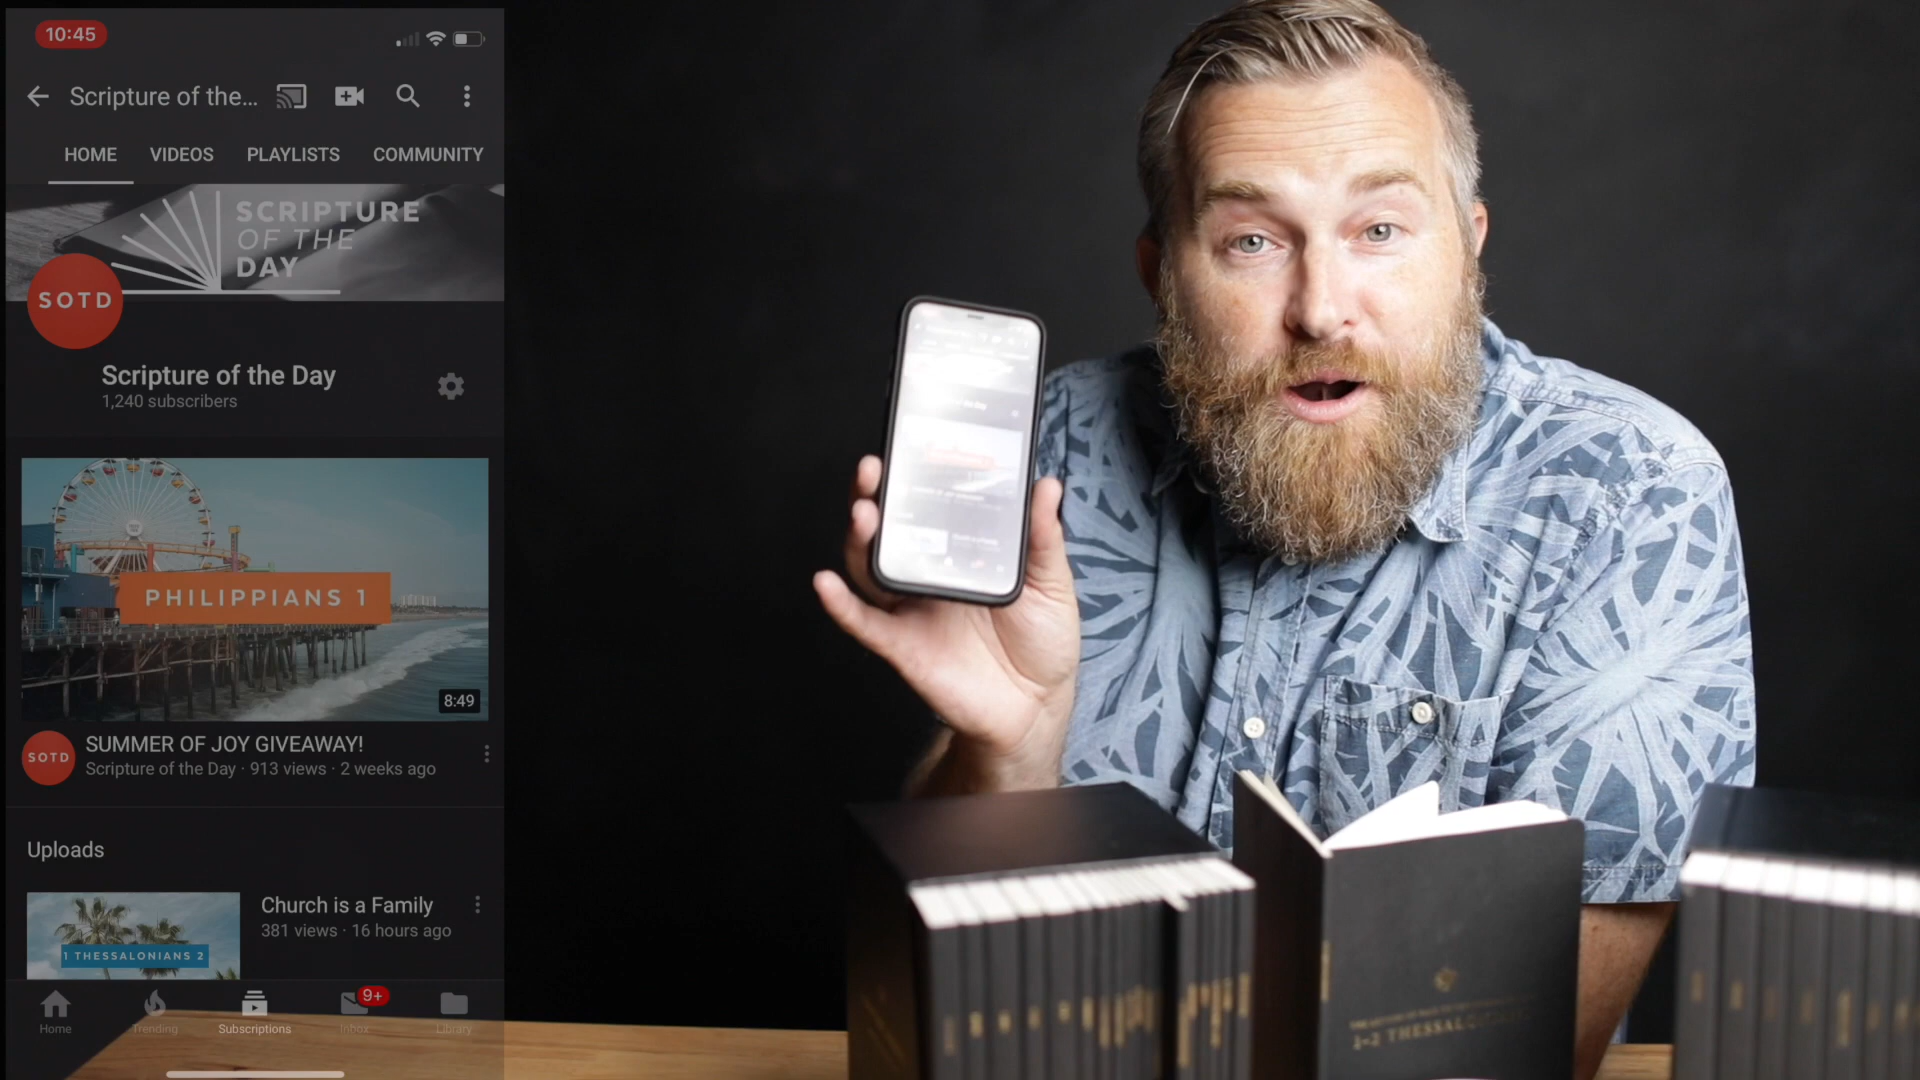 10:45
Scripture of the...
HOME VIDEOS PLAYLISTS COMMUNITY
SCRIPTURE
OF THE
DAY
SOTD
Scripture of the Day
1,240 subscribers
PHILIPPIANS 1
8:49
SOTD
SUMMER OF JOY GIVEAWAY!
Scripture of the Day · 913 views · 2 weeks ago
Uploads
1 THESSALONIANS 2
Church is a Family
381 views · 16 hours ago
9+
Home Trending Subscriptions Inbox Library